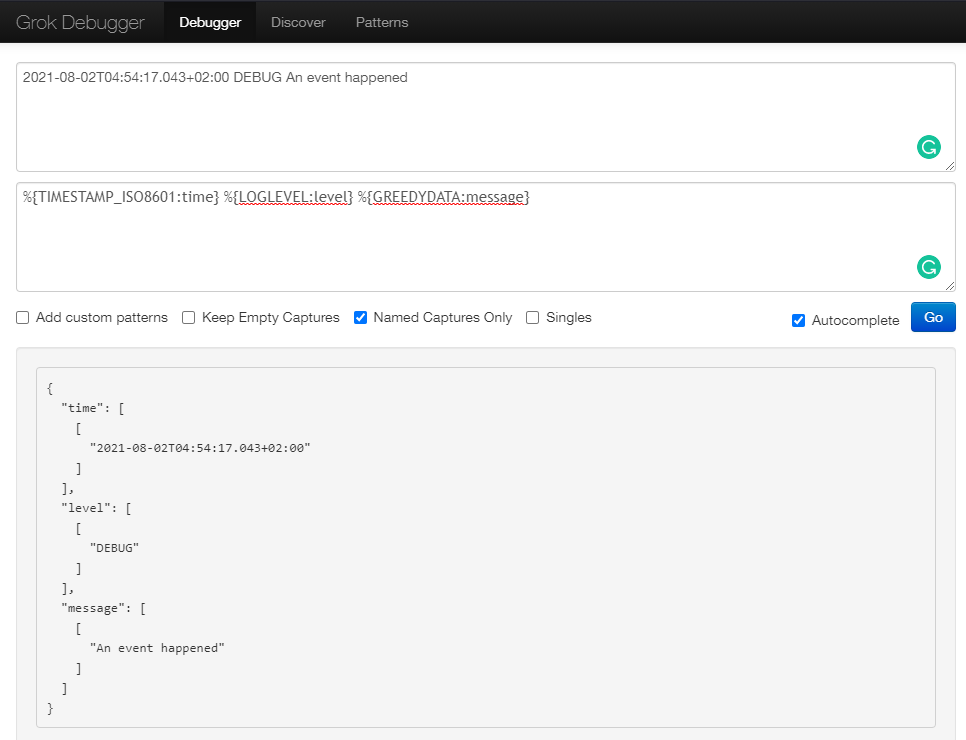 Grok Debugger Debugger Discover Patterns
2021-08-02T04:54:17.043+02:00 DEBUG An event happened
%{TIMESTAMP_ISO8601:time} %{LOGLEVEL:level} %{GREEDYDATA:message}
Add custom patterns Keep Empty Captures Named Captures Only Singles Autocomplete Go
{
  "time": [
    [
      "2021-08-02T04:54:17.043+02:00"
    ]
  ],
  "level": [
    [
      "DEBUG"
    ]
  ],
  "message": [
    [
      "An event happened"
    ]
  ]
}